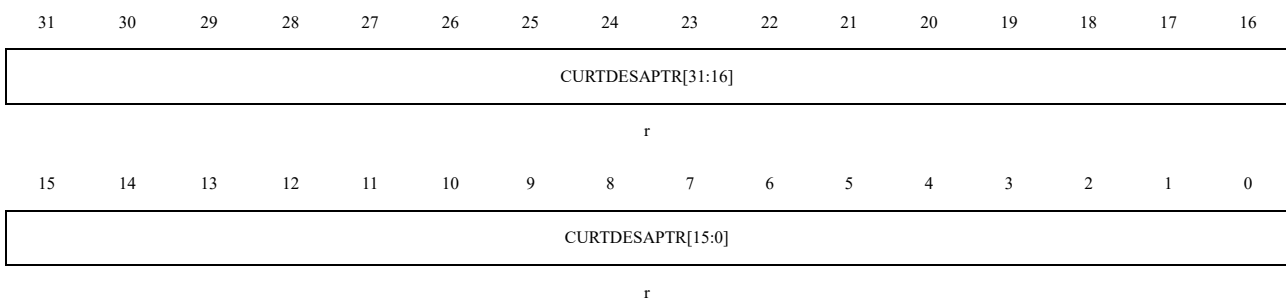 31 30 29 28 27 26 25 24 23 22 21 20 19 18 17 16
CURTDESAPTR[31:16]
r
15 14 13 12 11 10 9 8 7 6 5 4 3 2 1 0
CURTDESAPTR[15:0]
r